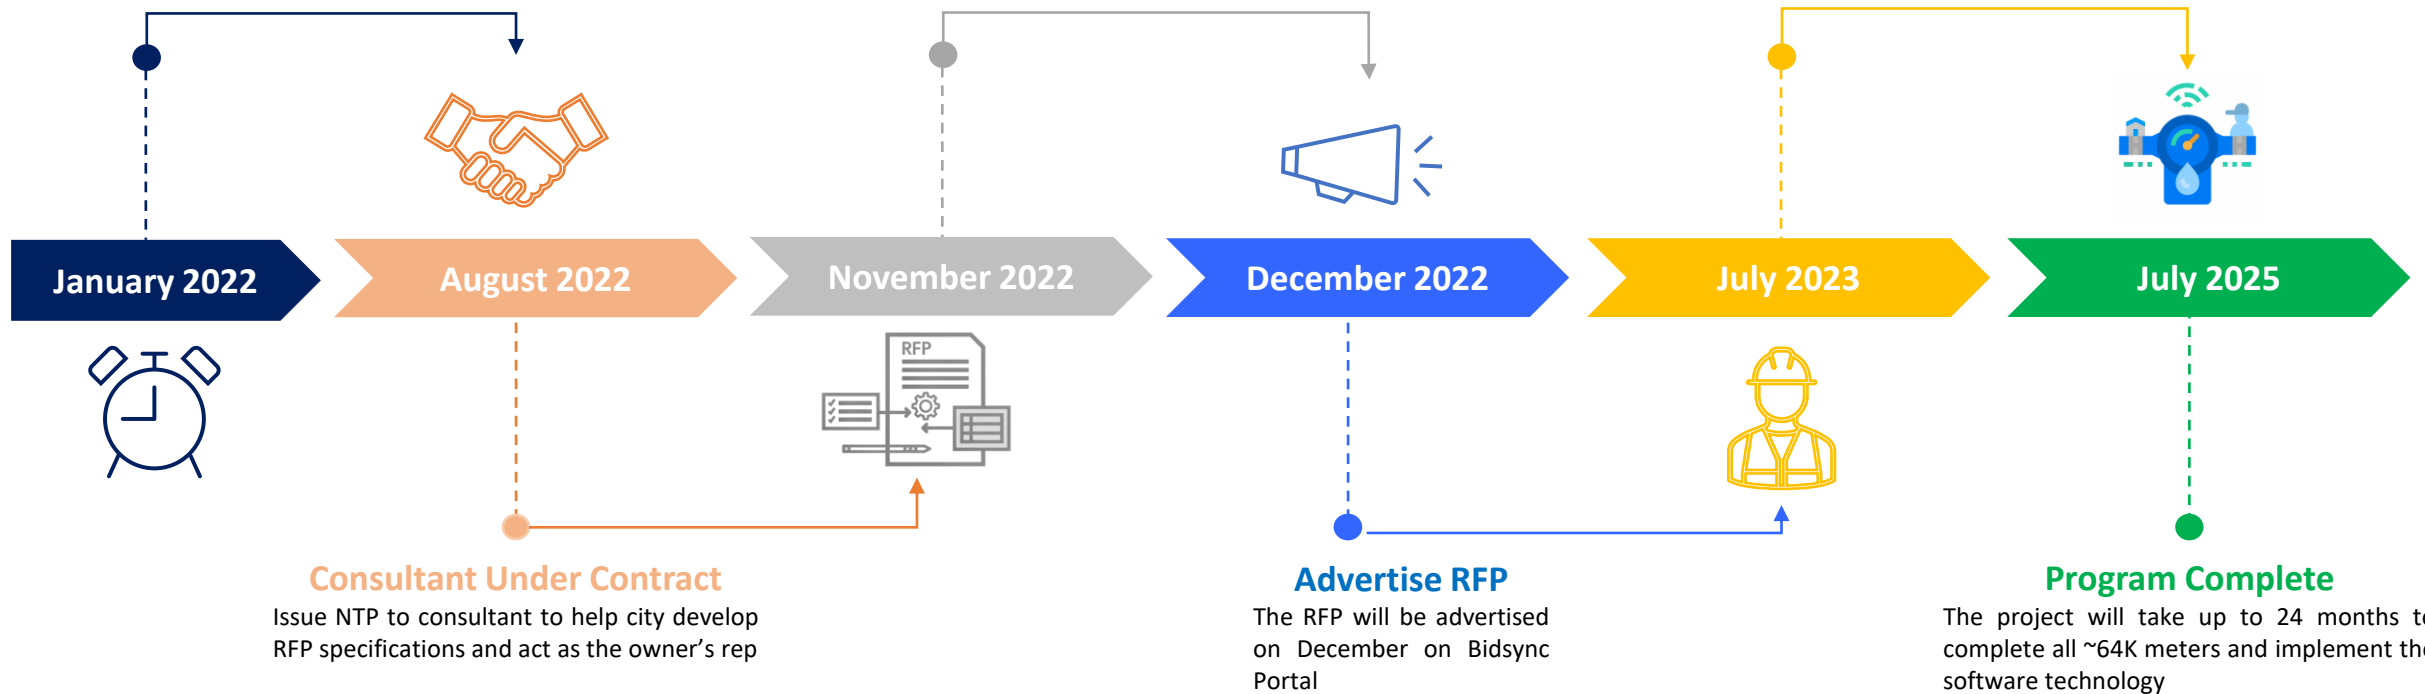 January 2022
August 2022
November 2022
December 2022
July 2023
July 2025
RFP
Consultant Under Contract
Issue NTP to consultant to help city develop
RFP specifications and act as the owner's rep
Advertise RFP
The RFP will be advertised
on December on Bidsync
Portal
Program Complete
The project will take up to 24 months to
complete all ~64K meters and implement the
software technology